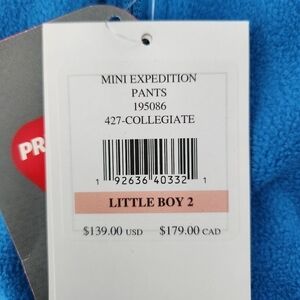 MINI EXPEDITION
PANTS
195086
427-COLLEGIATE
1 92636 40332 1
LITTLE BOY 2
$139.00 USD $179.00 CAD
PR